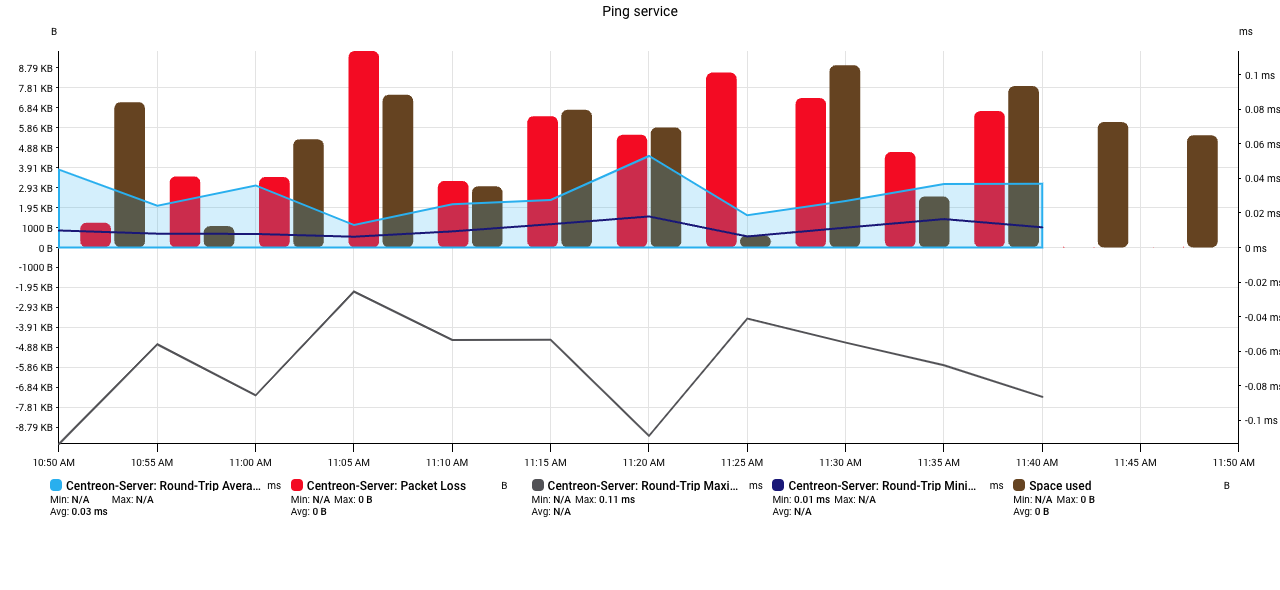 Ping service
B
ms
8.79 KB
7.81 KB
6.84 KB
5.86 KB
4.88 KB
3.91 KB
2.93 KB
1.95 KB
1000 B
0 B
-1000 B
-1.95 KB
-2.93 KB
-3.91 KB
-4.88 KB
-5.86 KB
-6.84 KB
-7.81 KB
-8.79 KB
0.1 ms
0.08 ms
0.06 ms
0.04 ms
0.02 ms
0 ms
-0.02 ms
-0.04 ms
-0.06 ms
-0.08 ms
-0.1 ms
10:50 AM 10:55 AM 11:00 AM 11:05 AM 11:10 AM 11:15 AM 11:20 AM 11:25 AM 11:30 AM 11:35 AM 11:40 AM 11:45 AM 11:50 AM
Centreon-Server: Round-Trip Avera... ms
Min: N/A Max: N/A
Avg: 0.03 ms
Centreon-Server: Packet Loss B
Min: N/A Max: 0 B
Avg: 0 B
Centreon-Server: Round-Trip Maxi... ms
Min: N/A Max: 0.11 ms
Avg: N/A
Centreon-Server: Round-Trip Mini... ms
Min: 0.01 ms Max: N/A
Avg: N/A
Space used B
Min: N/A Max: 0 B
Avg: 0 B